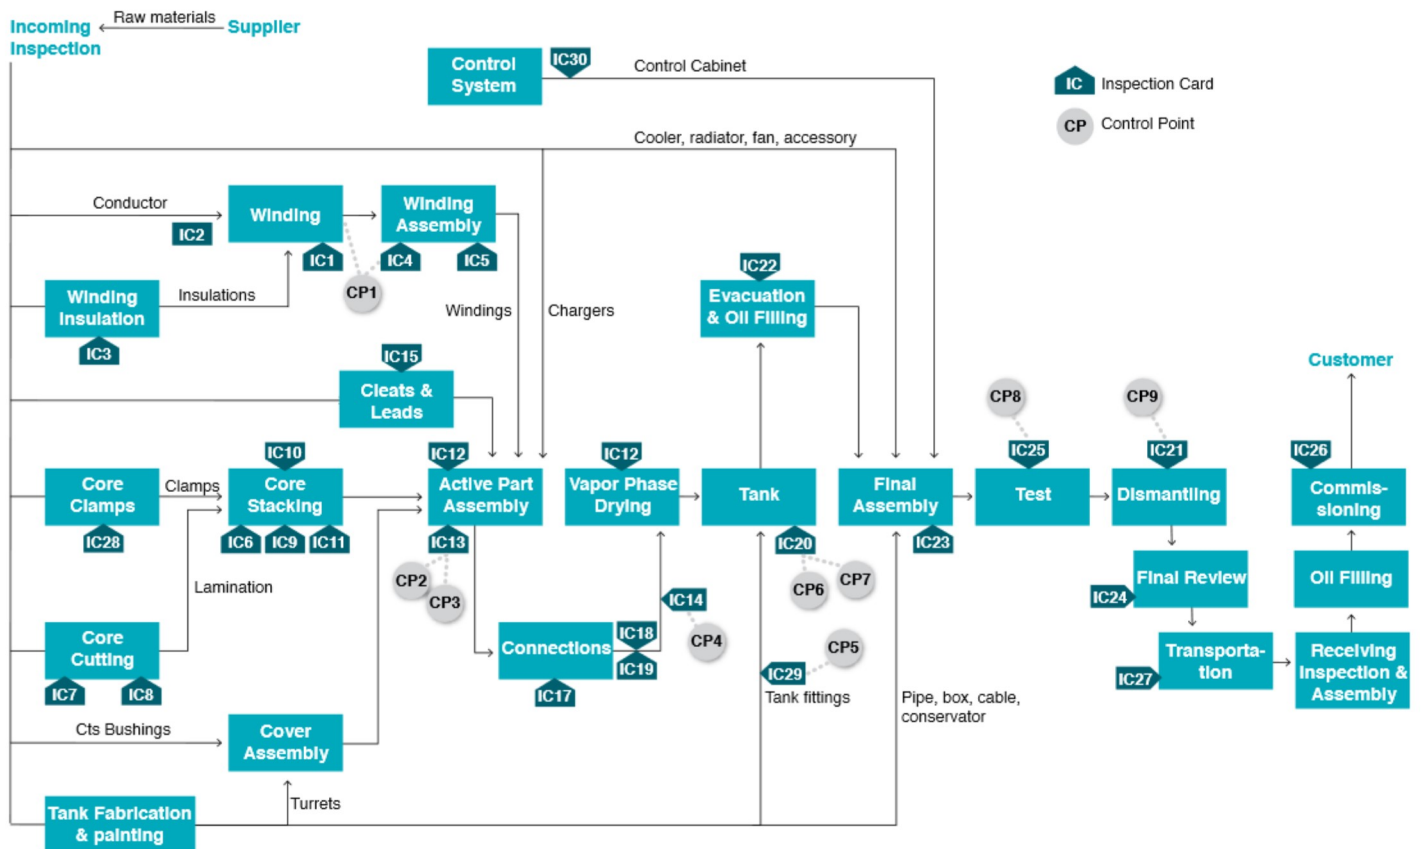 Raw materials
Incoming
Inspection
Supplier
Control
System
IC30
Control Cabinet
IC
Inspection Card
CP
Control Point
Cooler, radiator, fan, accessory
Conductor
IC2
Winding
IC1
Winding
Assembly
IC4
IC5
CP1
Winding
Insulation
Insulations
IC3
Windings
Chargers
IC22
Evacuation
& Oil Filling
IC15
Cleats &
Leads
Customer
CP8
CP9
IC10
IC12
IC12
IC25
IC21
IC26
Core
Clamps
Clamps
Core
Stacking
Active Part
Assembly
Vapor Phase
Drying
Tank
Final
Assembly
Test
Dismantling
Commis-
sioning
IC28
IC6
IC9
IC11
IC13
IC20
IC23
CP2
CP3
CP6
CP7
Lamination
IC14
CP4
Final Review
IC24
Oil Filling
Core
Cutting
IC7
IC8
Connections
IC18
IC19
IC17
CP5
IC29
Tank fittings
Pipe, box, cable,
conservator
Transporta-
tion
IC27
Receiving
Inspection &
Assembly
Cts Bushings
Cover
Assembly
Turrets
Tank Fabrication
& painting